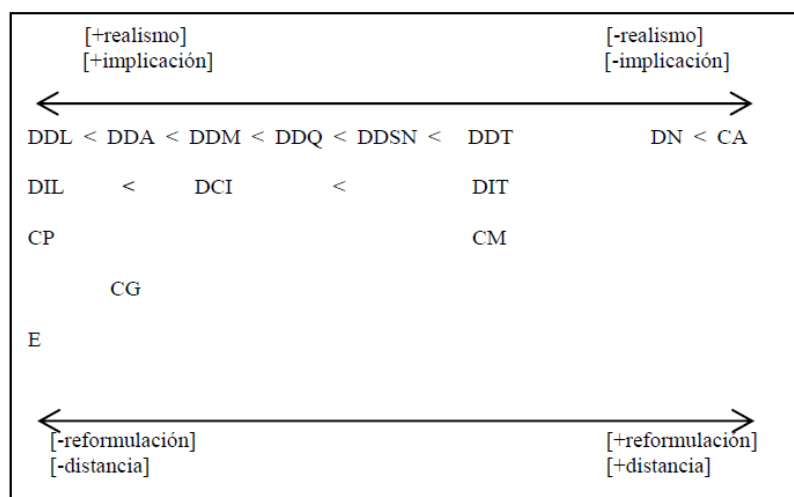 [+realismo] [-realismo]
[+implicación] [-implicación]
DDL < DDA < DDM < DDQ < DDSN < DDT DN < CA
DIL < DCI < DIT
CP CM
CG
E
[-reformulación] [+reformulación]
[-distancia] [+distancia]